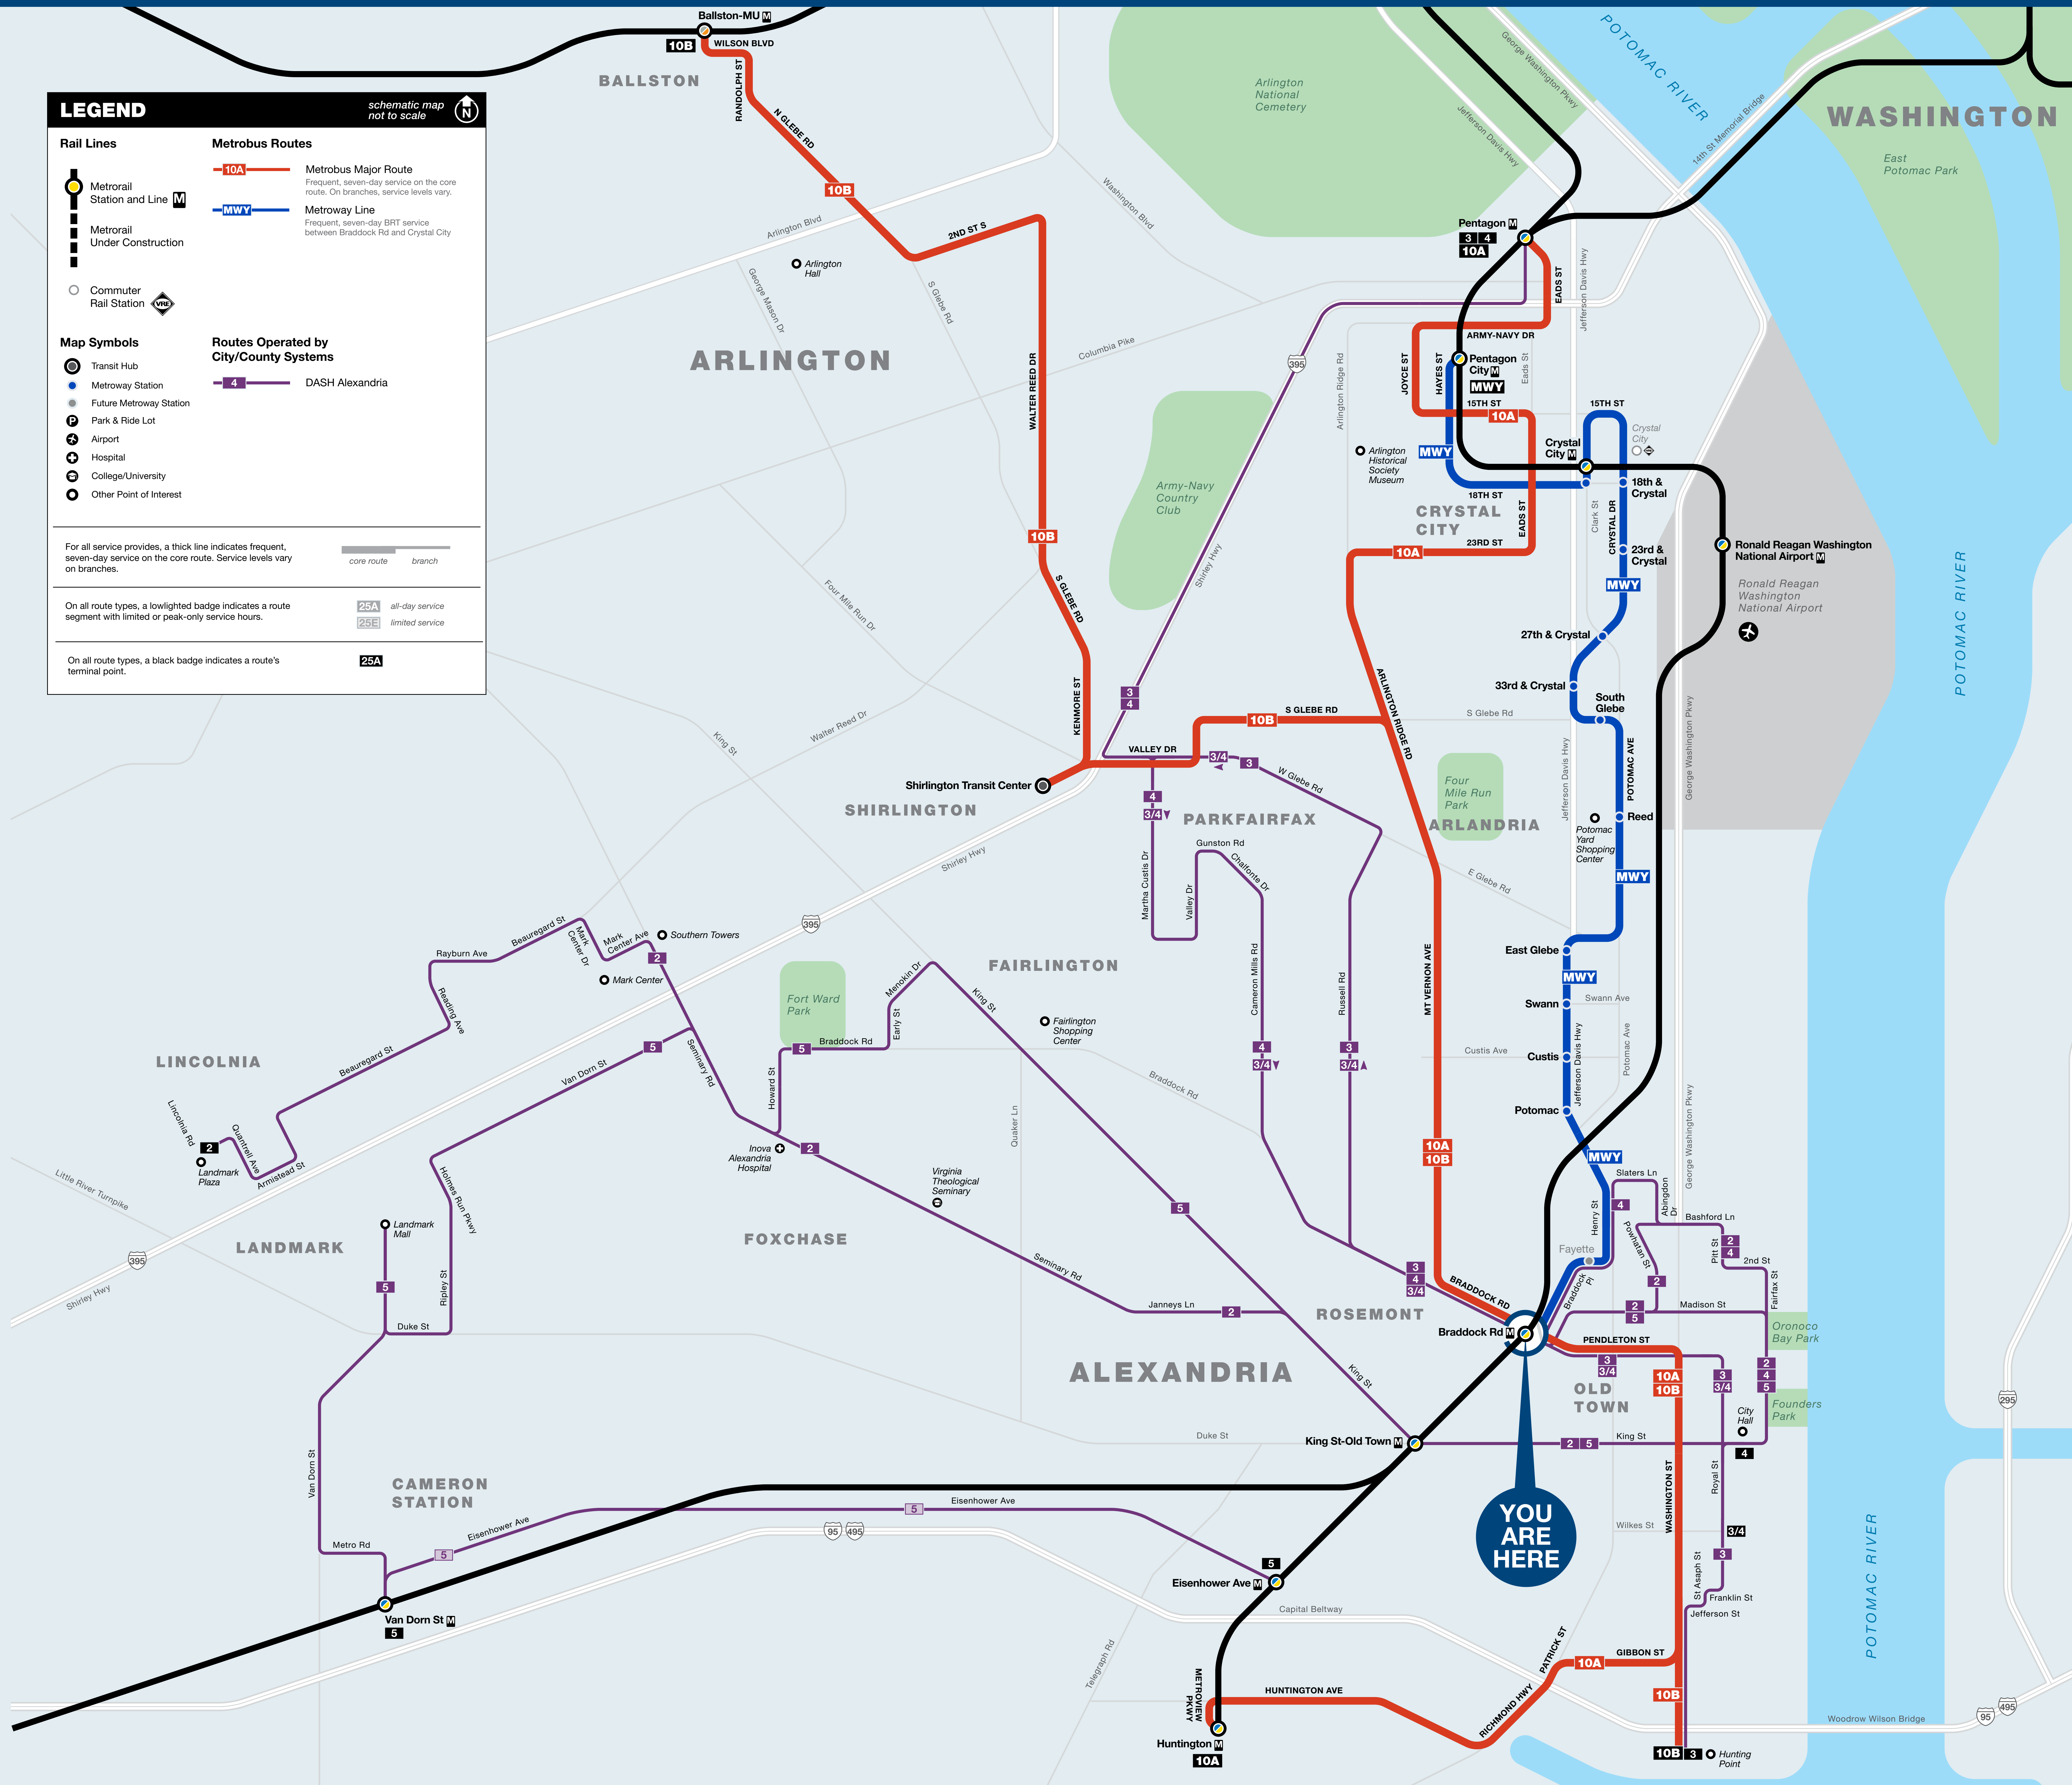 Ballston-MU M
10B
WILSON BLVD
BALLSTON
RANDOLPH ST
N GLEBE RD
10B
Arlington Blvd
2ND ST S
Arlington
Hall
George Mason Dr
S Glebe Rd
Washington Blvd
Arlington
National
Cemetery
George Washington Pkwy
Jefferson Davis Hwy
POTOMAC RIVER
14th St Memorial Bridge
WASHINGTON
East
Potomac Park
LEGEND
schematic map
not to scale
N
Rail Lines
Metrorail
Station and Line M
Metrorail
Under Construction
Commuter
Rail Station VRE
Metrobus Routes
10A
Metrobus Major Route
Frequent, seven-day service on the core
route. On branches, service levels vary.
MWY
Metroway Line
Frequent, seven-day BRT service
between Braddock Rd and Crystal City
Map Symbols
Transit Hub
Metroway Station
Future Metroway Station
P Park & Ride Lot
Airport
Hospital
College/University
Other Point of Interest
Routes Operated by
City/County Systems
4
DASH Alexandria
For all service provides, a thick line indicates frequent,
seven-day service on the core route. Service levels vary
on branches.
core route
branch
On all route types, a lowlighted badge indicates a route
segment with limited or peak-only service hours.
25A all-day service
25E limited service
On all route types, a black badge indicates a route's
terminal point.
25A
Pentagon M
3 4
10A
EADS ST
Jefferson Davis Hwy
ARMY-NAVY DR
395
ARLINGTON
Columbia Pike
WALTER REED DR
Arlington Ridge Rd
JOYCE ST
HAYES ST
Pentagon
City M
MWY
Eads St
15TH ST
10A
15TH ST
Crystal
City
Crystal
City M
MWY
Arlington
Historical
Society
Museum
18TH ST
18th &
Crystal
CRYSTAL
CITY
EADS ST
Clark St
CRYSTAL DR
Army-Navy
Country
Club
Shirley Hwy
10B
10A
23RD ST
23rd &
Crystal
MWY
Ronald Reagan Washington
National Airport M
Ronald Reagan
Washington
National Airport
POTOMAC RIVER
S GLEBE RD
Four Mile Run Dr
27th & Crystal
33rd & Crystal
South
Glebe
KENMORE ST
3
4
ARLINGTON RIDGE RD
10B
S GLEBE RD
S Glebe Rd
George Washington Pkwy
Walter Reed Dr
King St
VALLEY DR
3/4
3
W Glebe Rd
Jefferson Davis Hwy
POTOMAC AVE
Shirlington Transit Center
SHIRLINGTON
4
3/4
PARKFAIRFAX
Four
Mile Run
Park
ARLANDRIA
Reed
Potomac
Yard
Shopping
Center
Shirley Hwy
Gunston Rd
Chalfonte Dr
Martha Custis Dr
Valley Dr
E Glebe Rd
MWY
395
Beauregard St
Mark
Center Dr
Mark
Center Ave
Southern Towers
2
Rayburn Ave
Mark Center
Reading Ave
FAIRLINGTON
East Glebe
MWY
Fort Ward
Park
Menokin Dr
Early St
King St
Cameron Mills Rd
Russell Rd
MT VERNON AVE
Swann
Swann Ave
Fairlington
Shopping
Center
LINCOLNIA
Beauregard St
5
Van Dorn St
Seminary Rd
5
Braddock Rd
Howard St
4
3/4
3
3/4
Custis Ave
Custis
Jefferson Davis Hwy
Potomac Ave
Braddock Rd
George Washington Pkwy
Quaker Ln
Potomac
Lincolnia Rd
2
Quantrell Ave
Landmark
Plaza
Armistead St
Little River Turnpike
Inova
Alexandria
Hospital
2
10A
10B
MWY
Virginia
Theological
Seminary
Holmes Run Pkwy
5
Slaters Ln
Abingdon
Dr
4
Henry St
Landmark
Mall
LANDMARK
FOXCHASE
395
Shirley Hwy
5
Ripley St
Duke St
Powhatan St
Bashford Ln
Pitt St
2
4
2nd St
Fayette
Seminary Rd
3
4
3/4
Braddock
Pl
2
Fairfax St
Janneys Ln
2
ROSEMONT
BRADDOCK RD
2
5
Madison St
Braddock Rd M
PENDLETON ST
Oronoco
Bay Park
ALEXANDRIA
King St
3
3/4
10A
10B
3
3/4
2
4
5
OLD
TOWN
Founders
Park
City
Hall
4
295
Duke St
King St-Old Town M
2 5
King St
Van Dorn St
CAMERON
STATION
WASHINGTON ST
Royal St
YOU
ARE
HERE
5
Eisenhower Ave
Eisenhower Ave
95 495
Wilkes St
3/4
Metro Rd
5
5
Eisenhower Ave M
3
St Asaph St
Franklin St
Jefferson St
Van Dorn St M
5
Capital Beltway
POTOMAC RIVER
Telegraph Rd
PATRICK ST
10A
GIBBON ST
METROVIEW
PKWY
HUNTINGTON AVE
RICHMOND HWY
10B
Huntington M
10A
10B 3
Hunting
Point
Woodrow Wilson Bridge
95
495